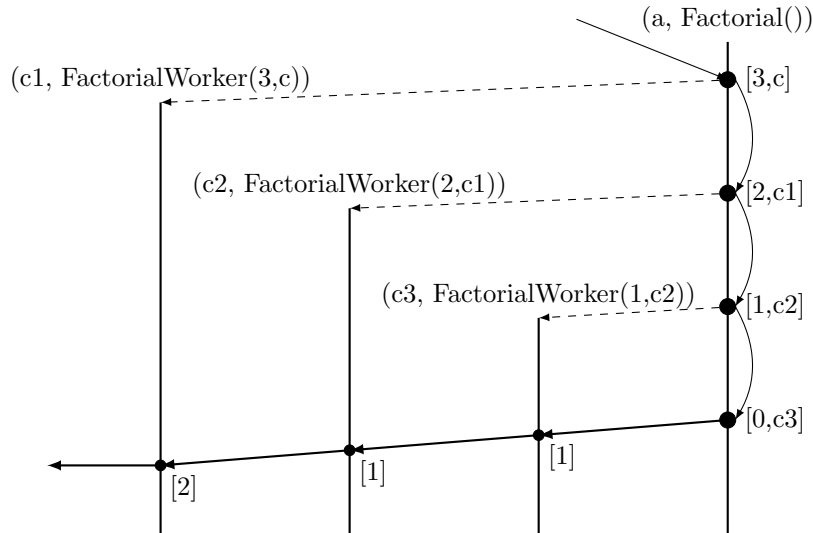 (a, Factorial())
(c1, FactorialWorker(3,c))
[3,c]
(c2, FactorialWorker(2,c1))
[2,c1]
(c3, FactorialWorker(1,c2))
[1,c2]
[0,c3]
[1]
[1]
[2]